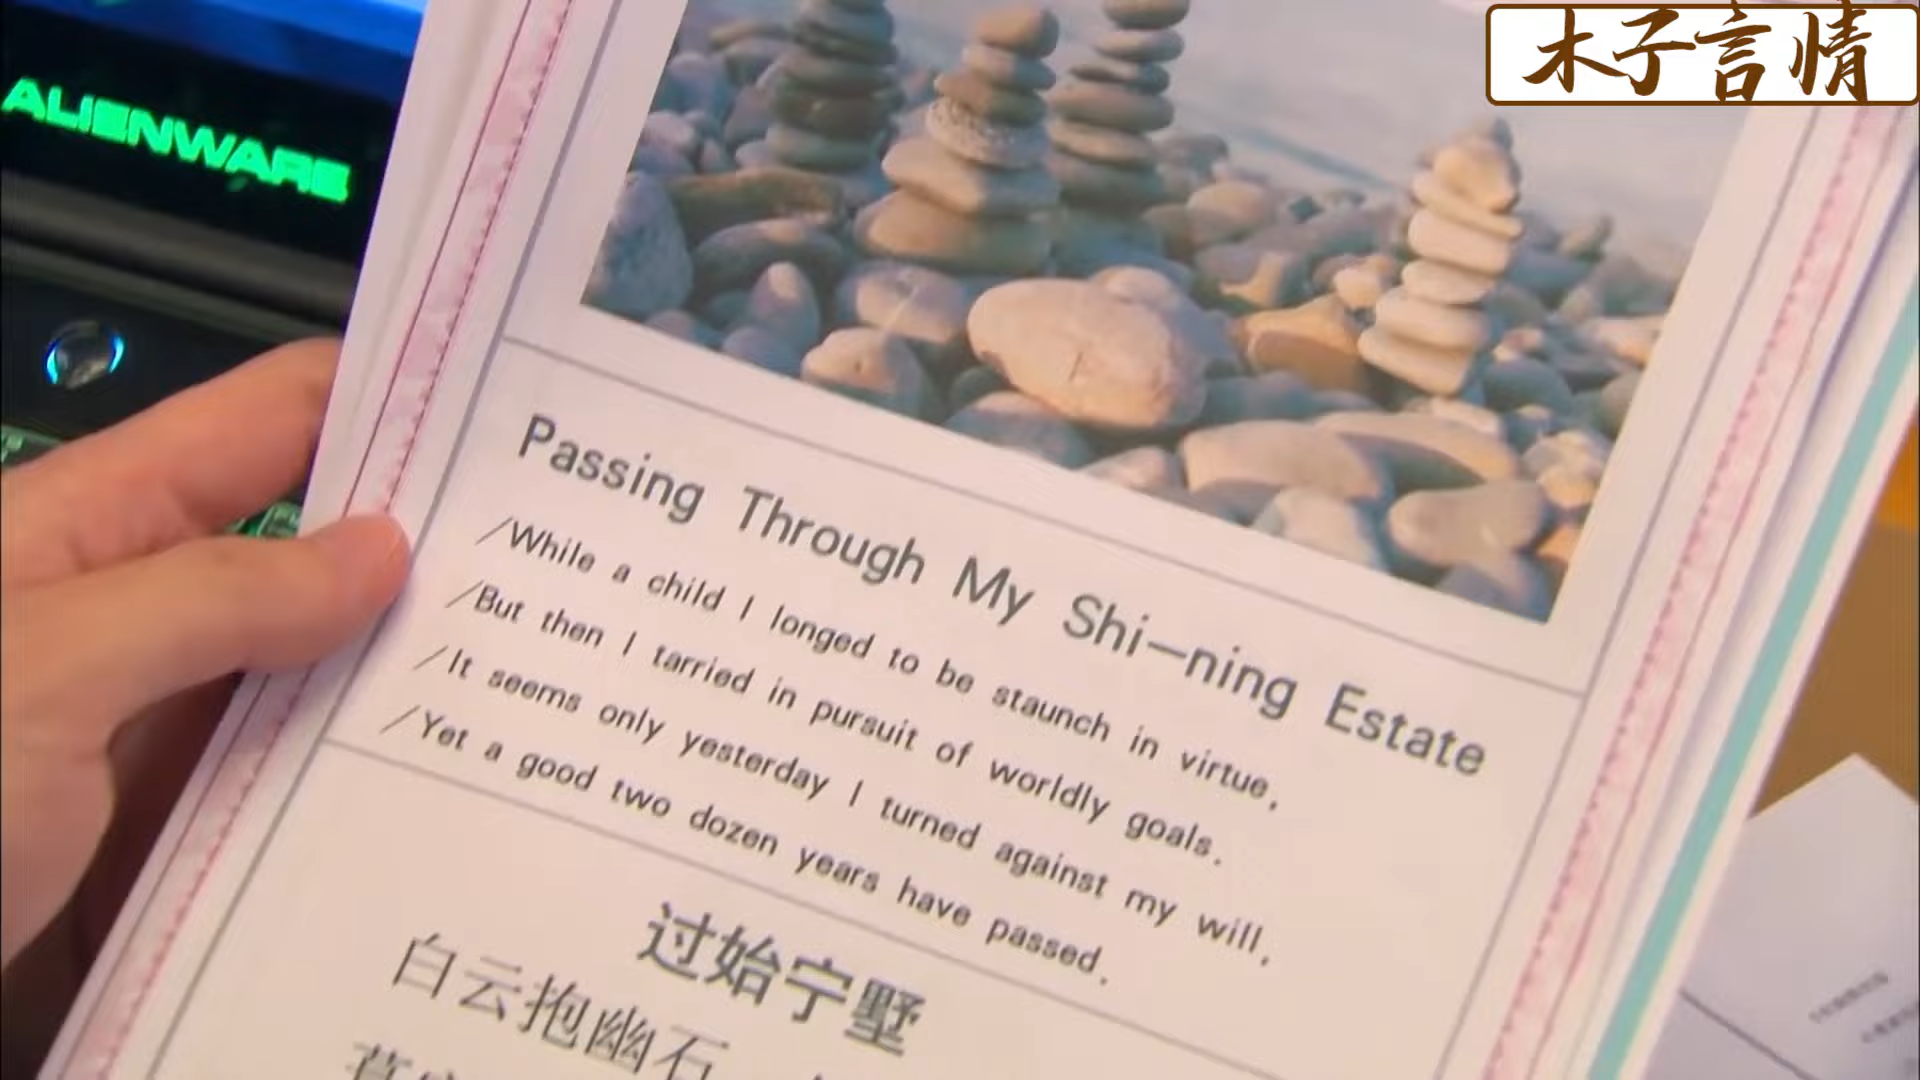 木子言情
ALIENWARE
Passing Through My Shi-ning Estate
/While a child I longed to be staunch in virtue,
/But then I tarried in pursuit of worldly goals.
/It seems only yesterday I turned against my will,
/Yet a good two dozen years have passed.
过始宁墅
白云抱幽石